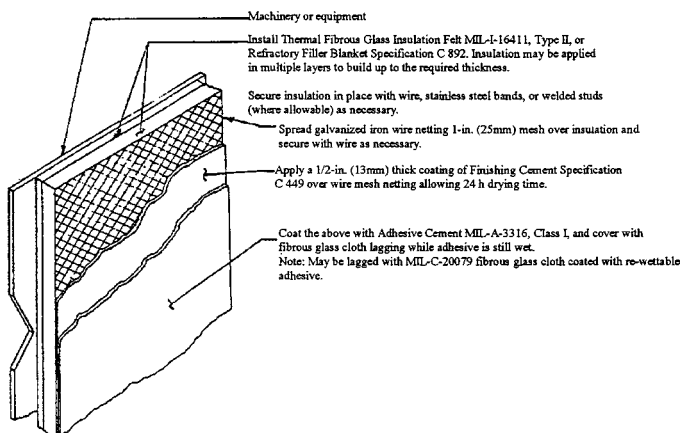 Machinery or equipment
Install Thermal Fibrous Glass Insulation Felt MIL-I-16411, Type II, or
Refractory Filler Blanket Specification C 892. Insulation may be applied
in multiple layers to build up to the required thickness.
Secure insulation in place with wire, stainless steel bands, or welded studs
(where allowable) as necessary.
Spread galvanized iron wire netting 1-in. (25mm) mesh over insulation and
secure with wire as necessary.
Apply a 1/2-in. (13mm) thick coating of Finishing Cement Specification
C 449 over wire mesh netting allowing 24 h drying time.
Coat the above with Adhesive Cement MIL-A-3316, Class I, and cover with
fibrous glass cloth lagging while adhesive is still wet.
Note: May be lagged with MIL-C-20079 fibrous glass cloth coated with re-wettable
adhesive.